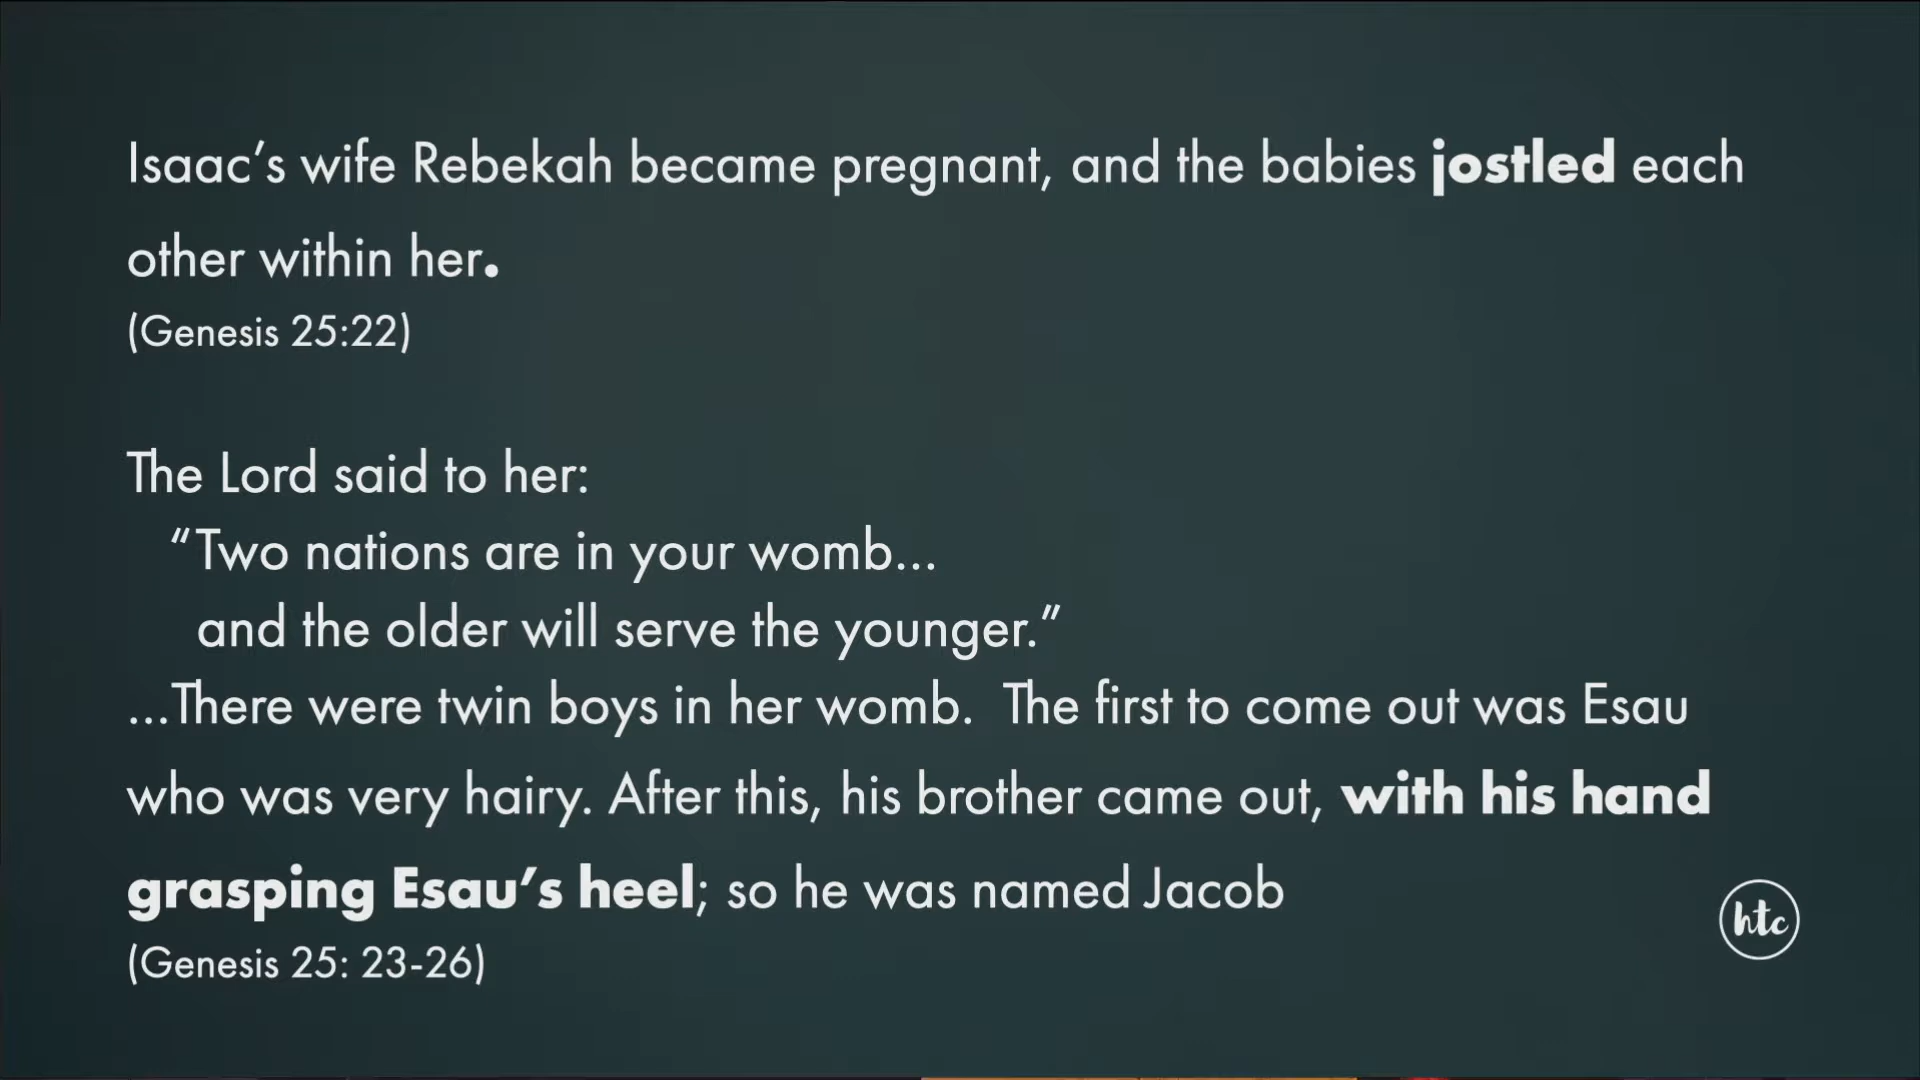 Isaac’s wife Rebekah became pregnant, and the babies jostled each
other within her.
(Genesis 25:22)
The Lord said to her:
“Two nations are in your womb...
and the older will serve the younger.”
...There were twin boys in her womb.  The first to come out was Esau
who was very hairy. After this, his brother came out, with his hand
grasping Esau’s heel; so he was named Jacob
(Genesis 25: 23-26)
htc